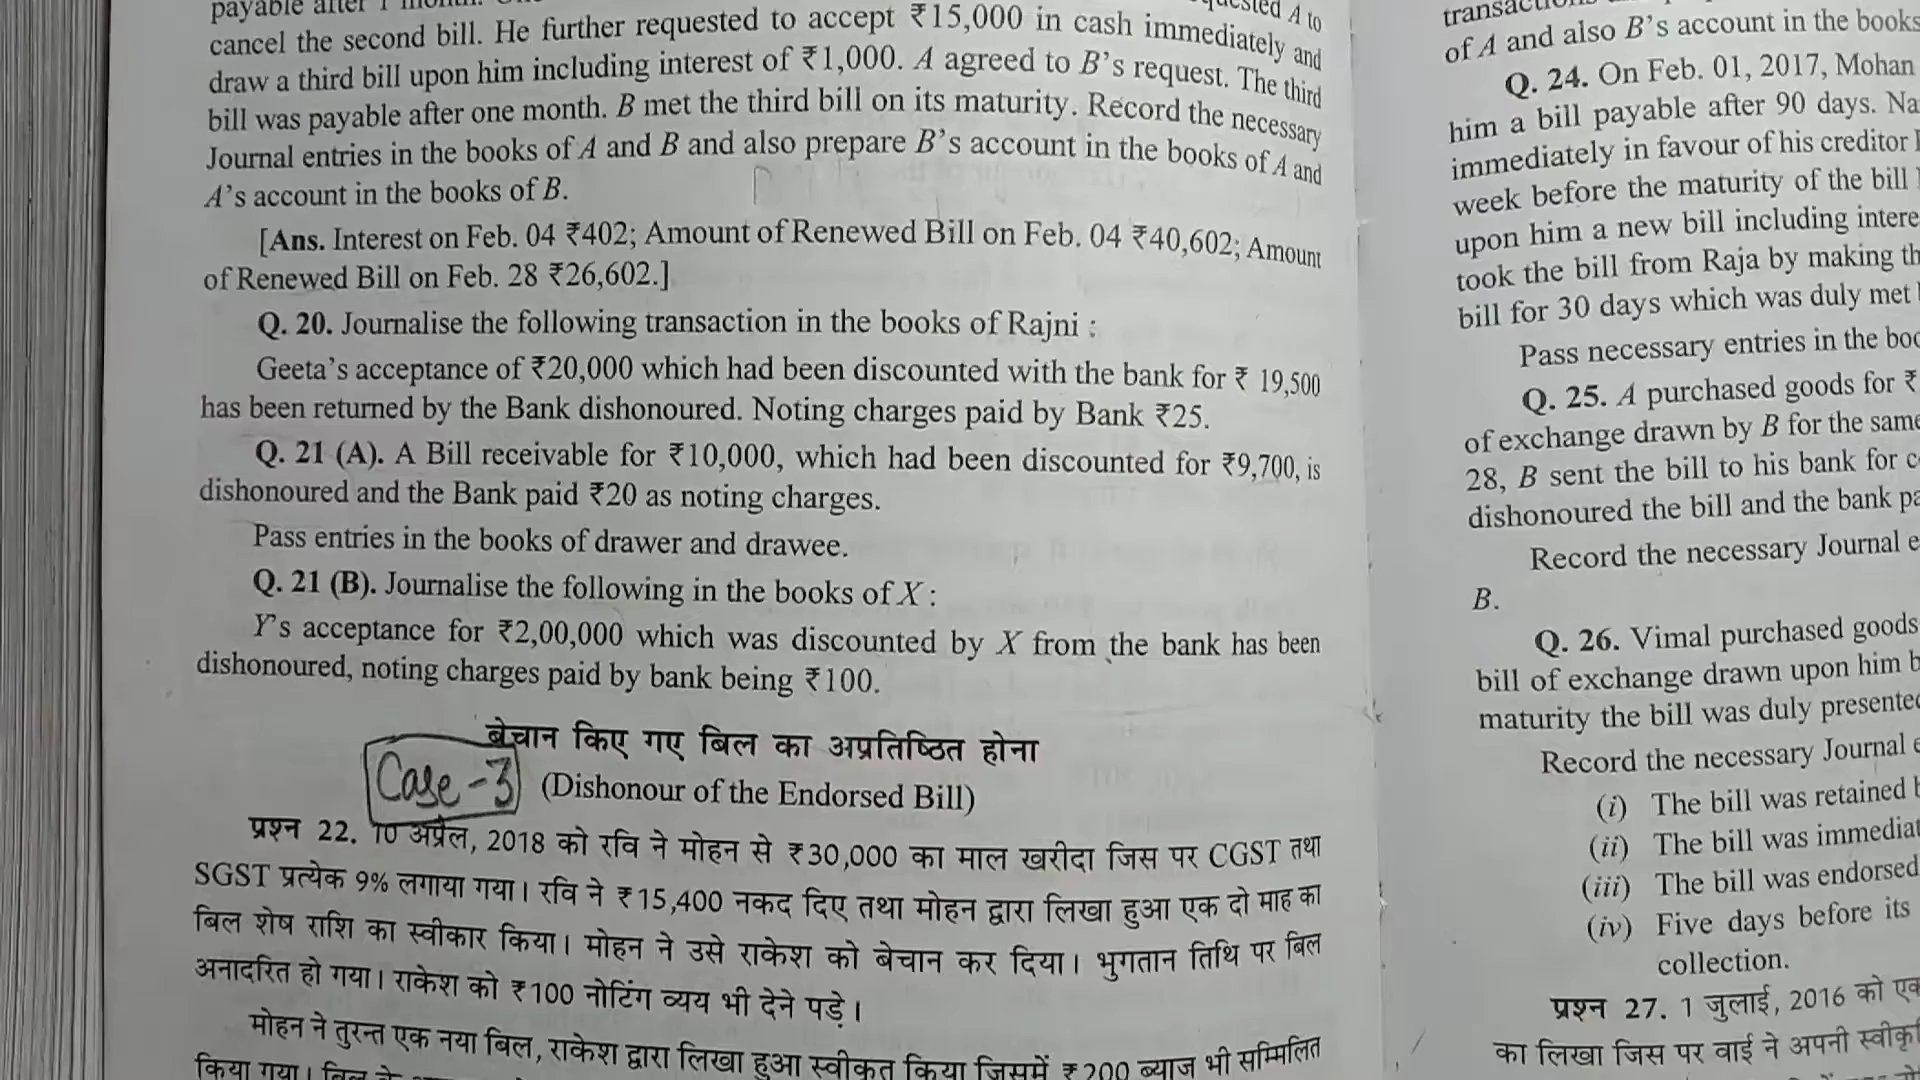 payable after 1
cancel the second bill. He further requested to accept ₹15,000 in cash immediately and
draw a third bill upon him including interest of ₹1,000. A agreed to B's request. The third
bill was payable after one month. B met the third bill on its maturity. Record the necessary
Journal entries in the books of A and B and also prepare B's account in the books of A and
A's account in the books of B.
[Ans. Interest on Feb. 04 ₹402; Amount of Renewed Bill on Feb. 04 ₹40,602; Amount
of Renewed Bill on Feb. 28 ₹26,602.]
Q. 20. Journalise the following transaction in the books of Rajni :
Geeta's acceptance of ₹20,000 which had been discounted with the bank for ₹ 19,500
has been returned by the Bank dishonoured. Noting charges paid by Bank ₹25.
Q. 21 (A). A Bill receivable for ₹10,000, which had been discounted for ₹9,700, is
dishonoured and the Bank paid ₹20 as noting charges.
Pass entries in the books of drawer and drawee.
Q. 21 (B). Journalise the following in the books of X :
Y's acceptance for ₹2,00,000 which was discounted by X from the bank has been
dishonoured, noting charges paid by bank being ₹100.
बेचान किए गए बिल का अप्रतिष्ठित होना
Case-3 (Dishonour of the Endorsed Bill)
प्रश्न 22. 10 अप्रैल, 2018 को रवि ने मोहन से ₹30,000 का माल खरीदा जिस पर CGST तथा
SGST प्रत्येक 9% लगाया गया। रवि ने ₹15,400 नकद दिए तथा मोहन द्वारा लिखा हुआ एक दो माह का
बिल शेष राशि का स्वीकार किया। मोहन ने उसे राकेश को बेचान कर दिया। भुगतान तिथि पर बिल
अनादरित हो गया। राकेश को ₹100 नोटिंग व्यय भी देने पड़े।
मोहन ने तुरन्त एक नया बिल, राकेश द्वारा लिखा हुआ स्वीकृत किया जिसमें ₹200 ब्याज भी सम्मिलित
किया गया।
of A and also B's account in the books
Q. 24. On Feb. 01, 2017, Mohan
him a bill payable after 90 days.
immediately in favour of his creditor
week before the maturity of the bill
upon him a new bill including
took the bill from Raja by making
bill for 30 days which was duly met
Pass necessary entries in the
Q. 25. A purchased goods for ₹
of exchange drawn by B for the same
28, B sent the bill to his bank for
dishonoured the bill and the bank
Record the necessary Journal
B.
Q. 26. Vimal purchased goods
bill of exchange drawn upon him
maturity the bill was duly presented
Record the necessary Journal
(i) The bill was retained
(ii) The bill was
(iii) The bill was endorsed
(iv) Five days before its
collection.
प्रश्न 27. 1 जुलाई, 2016 को
का लिखा जिस पर वाई ने अपनी